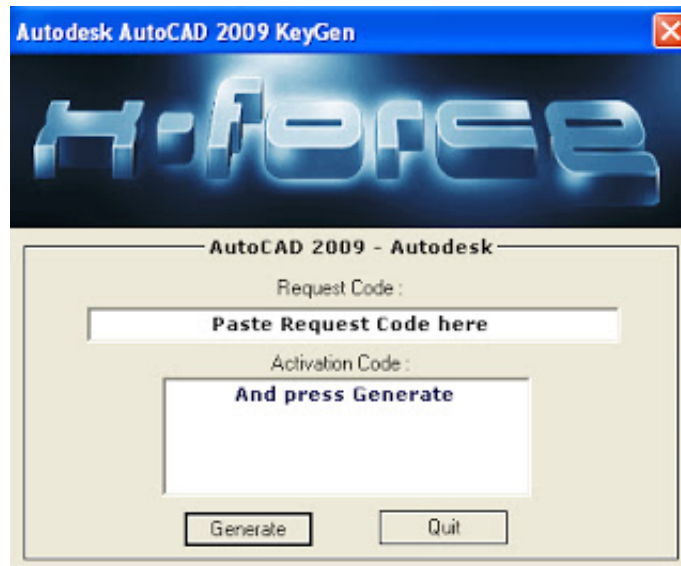 Autodesk AutoCAD 2009 KeyGen
X-force
AutoCAD 2009 - Autodesk
Request Code :
Paste Request Code here
Activation Code :
And press Generate
Generate
Quit